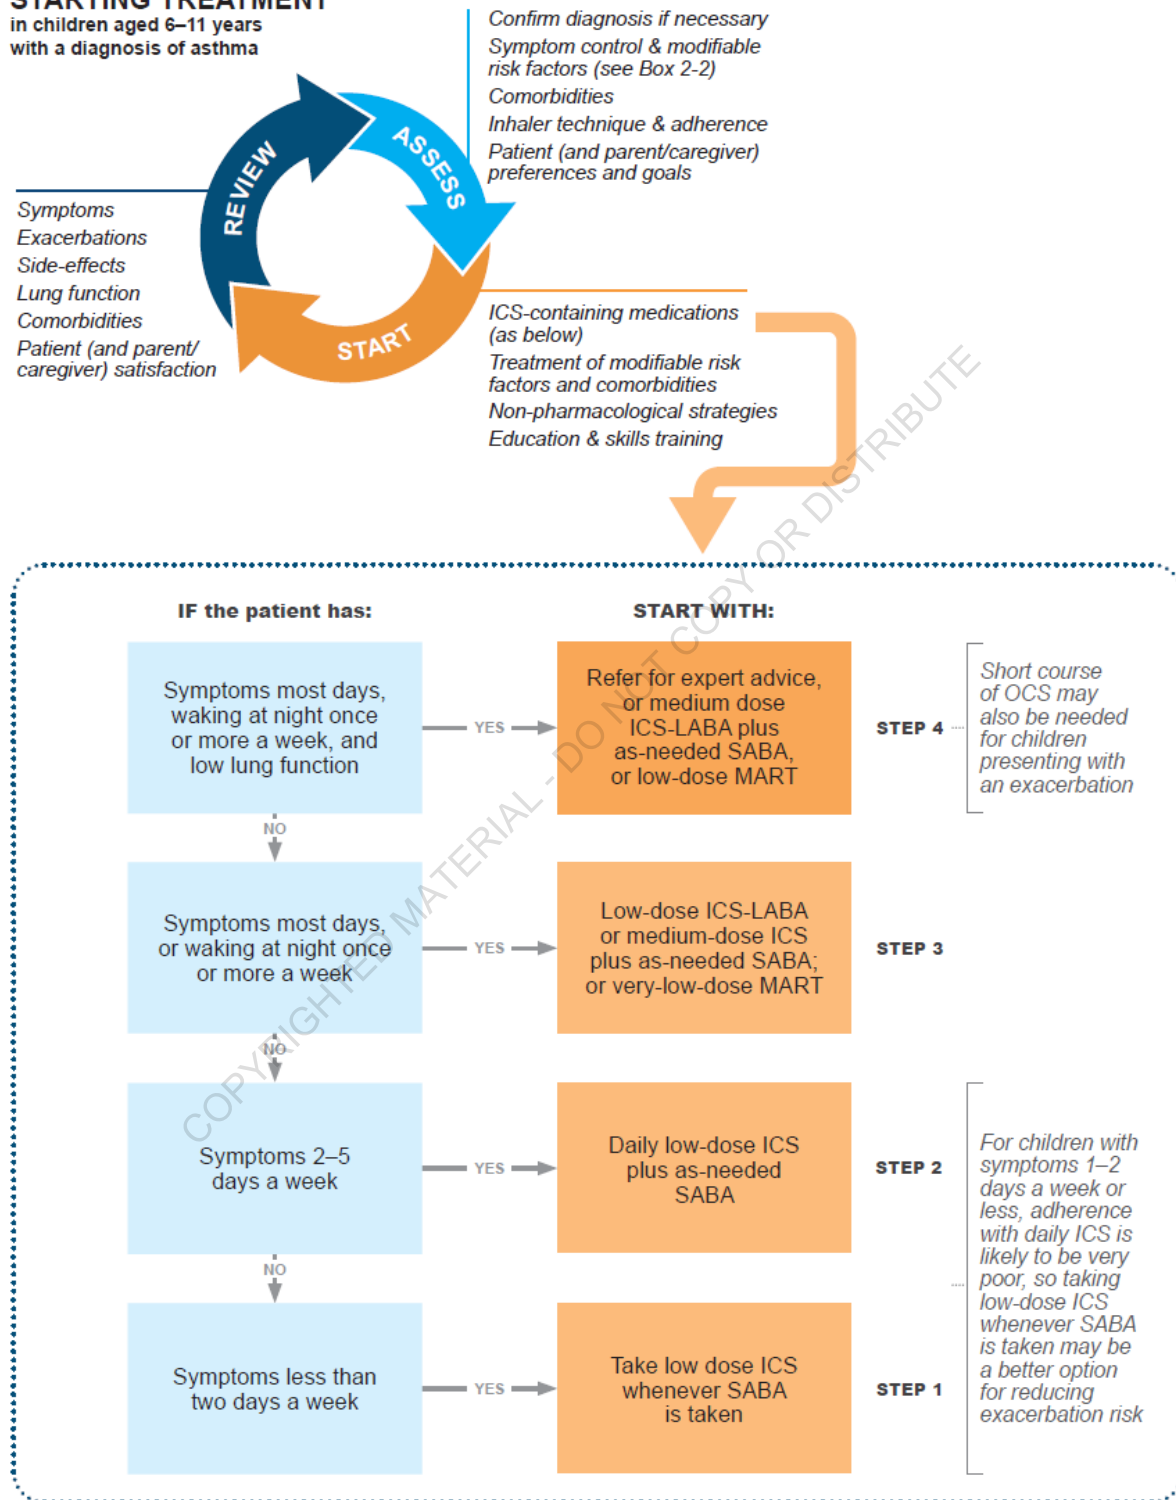 STARTING TREATMENT
in children aged 6–11 years
with a diagnosis of asthma
Confirm diagnosis if necessary
Symptom control & modifiable
risk factors (see Box 2-2)
Comorbidities
Inhaler technique & adherence
Patient (and parent/caregiver)
preferences and goals
REVIEW
ASSESS
START
Symptoms
Exacerbations
Side-effects
Lung function
Comorbidities
Patient (and parent/
caregiver) satisfaction
ICS-containing medications
(as below)
Treatment of modifiable risk
factors and comorbidities
Non-pharmacological strategies
Education & skills training
IF the patient has:
START WITH:
Symptoms most days,
waking at night once
or more a week, and
low lung function
YES
Refer for expert advice,
or medium dose
ICS-LABA plus
as-needed SABA,
or low-dose MART
STEP 4
Short course
of OCS may
also be needed
for children
presenting with
an exacerbation
NO
Symptoms most days,
or waking at night once
or more a week
YES
Low-dose ICS-LABA
or medium-dose ICS
plus as-needed SABA;
or very-low-dose MART
STEP 3
NO
Symptoms 2–5
days a week
YES
Daily low-dose ICS
plus as-needed
SABA
STEP 2
For children with
symptoms 1–2
days a week or
less, adherence
with daily ICS is
likely to be very
poor, so taking
low-dose ICS
whenever SABA
is taken may be
a better option
for reducing
exacerbation risk
NO
Symptoms less than
two days a week
YES
Take low dose ICS
whenever SABA
is taken
STEP 1
COPYRIGHTED MATERIAL - DO NOT COPY OR DISTRIBUTE